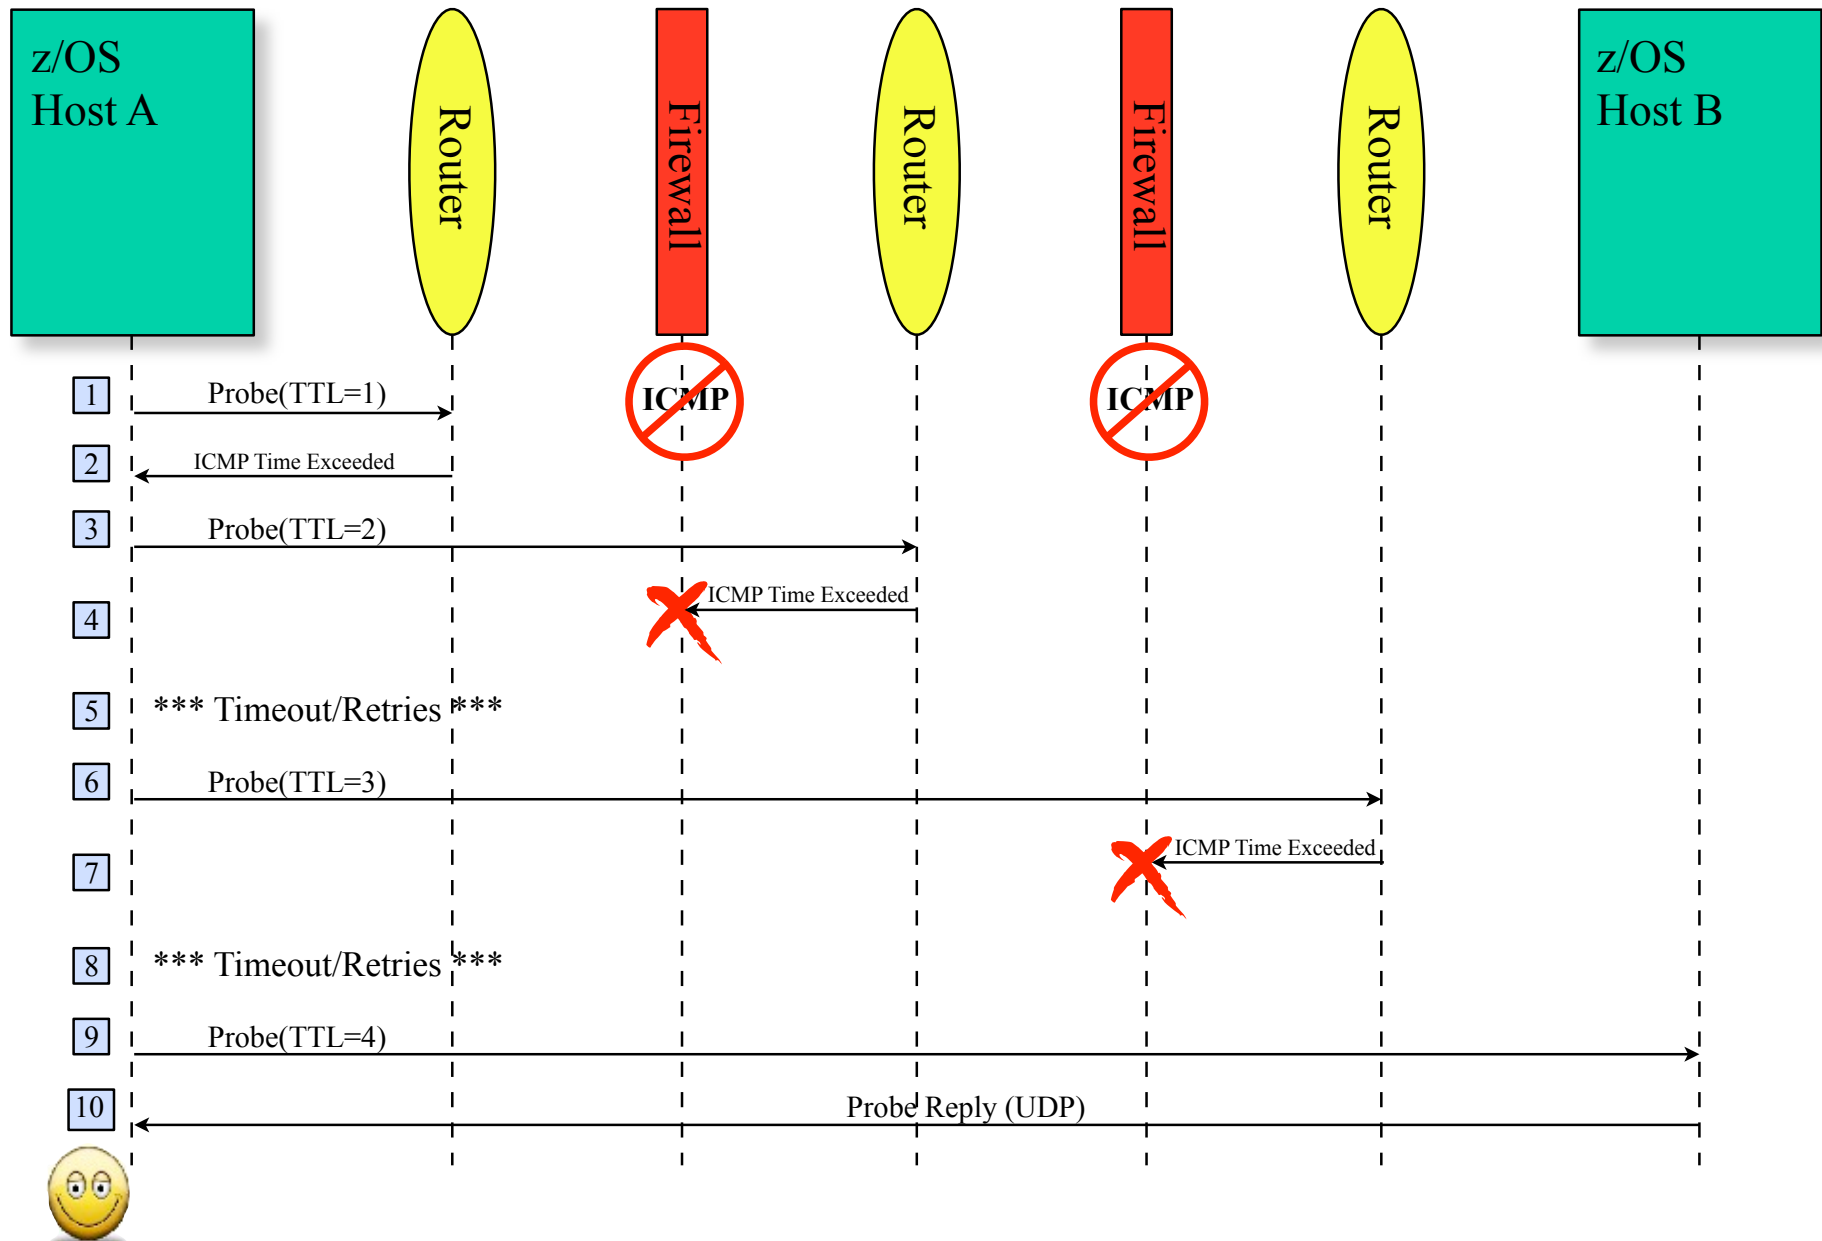 z/OS
Host A
Router
Firewall
Router
Firewall
Router
z/OS
Host B
1
Probe(TTL=1)
ICMP
ICMP
2
ICMP Time Exceeded
3
Probe(TTL=2)
4
ICMP Time Exceeded
5
*** Timeout/Retries ***
6
Probe(TTL=3)
7
ICMP Time Exceeded
8
*** Timeout/Retries ***
9
Probe(TTL=4)
10
Probe Reply (UDP)